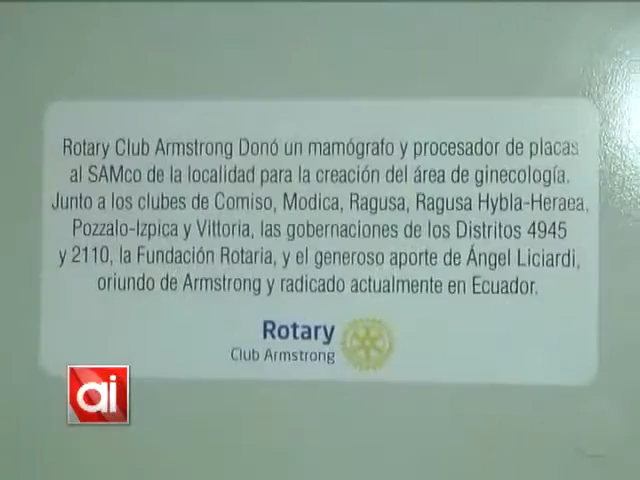 Rotary Club Armstrong Donó un mamógrafo y procesador de placas
al SAMco de la localidad para la creación del área de ginecología.
Junto a los clubes de Comiso, Modica, Ragusa, Ragusa Hybla-Heraea,
Pozzalo-Izpica y Vittoria, las gobernaciones de los Distritos 4945
y 2110, la Fundación Rotaria, y el generoso aporte de Ángel Liciardi,
oriundo de Armstrong y radicado actualmente en Ecuador.
Rotary
Club Armstrong
ai